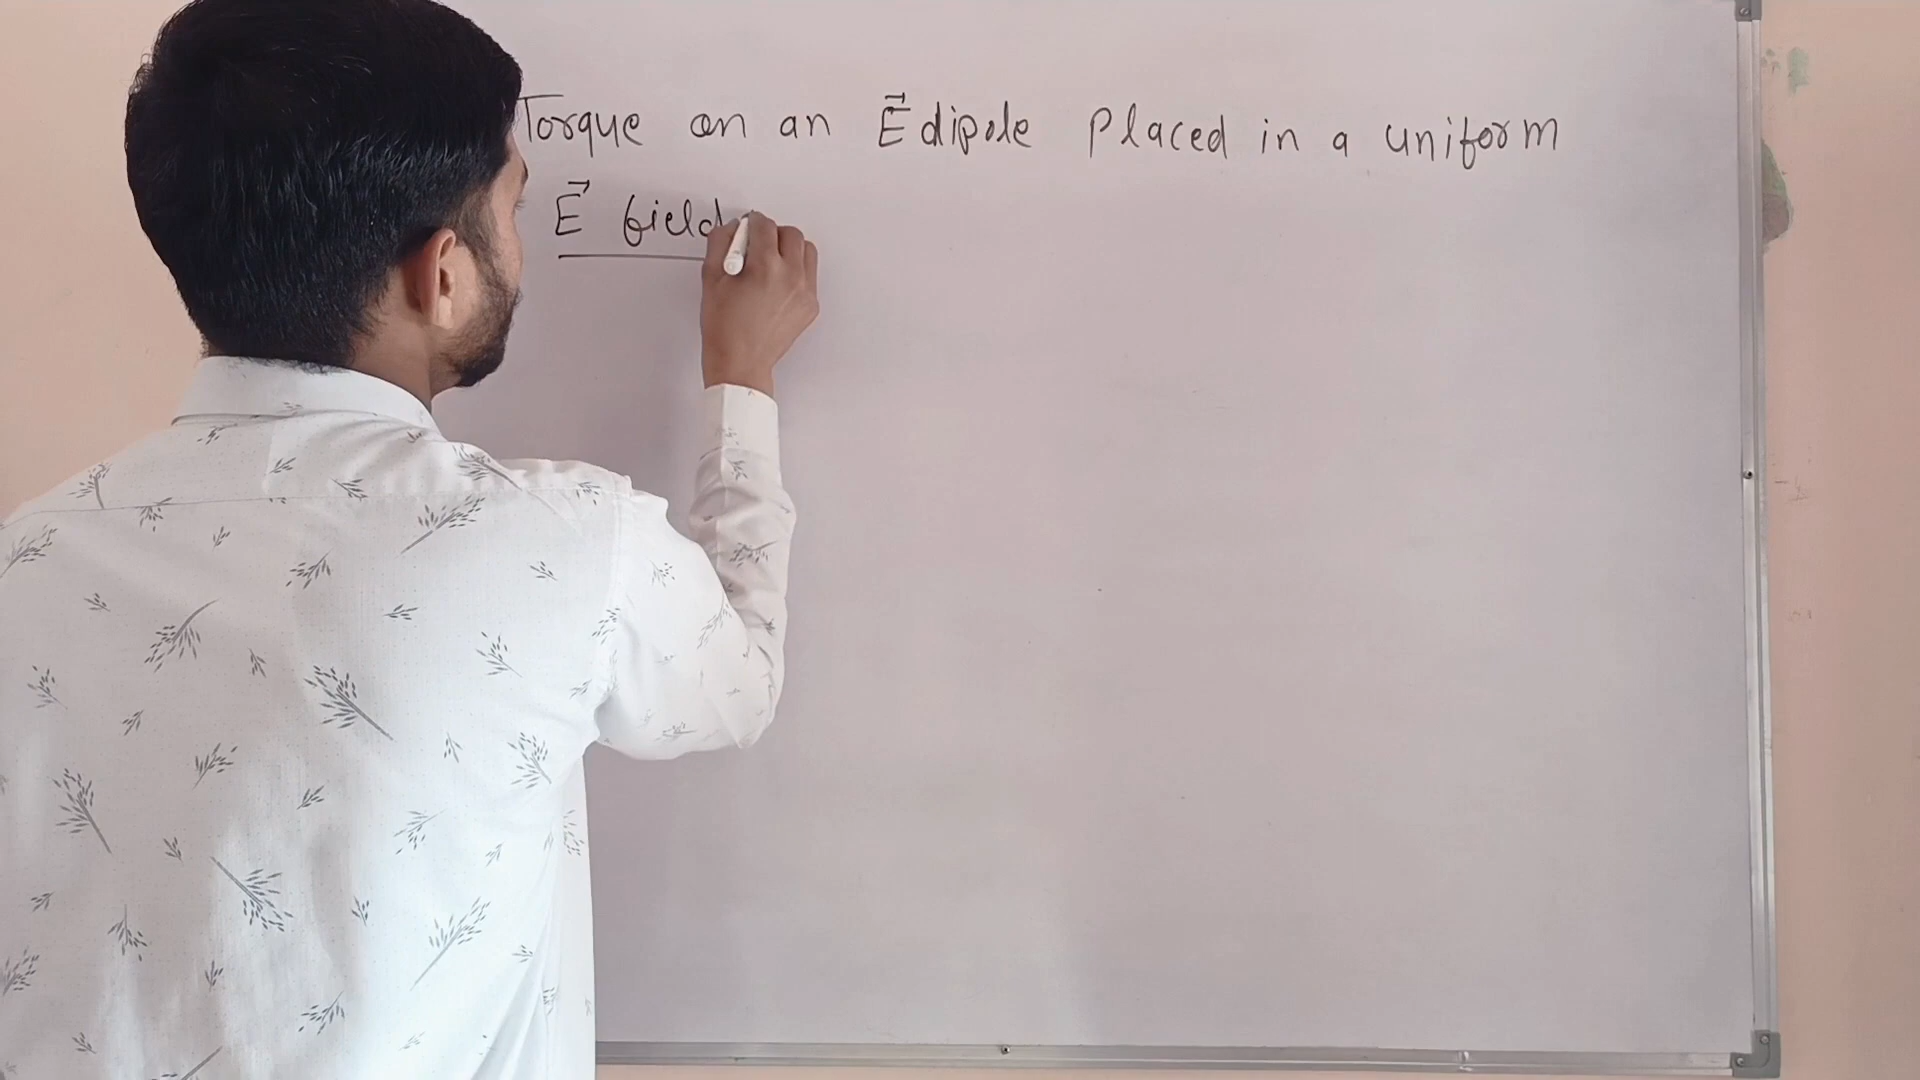 Torque on an E⃗ dipole Placed in a uniform
E⃗ field